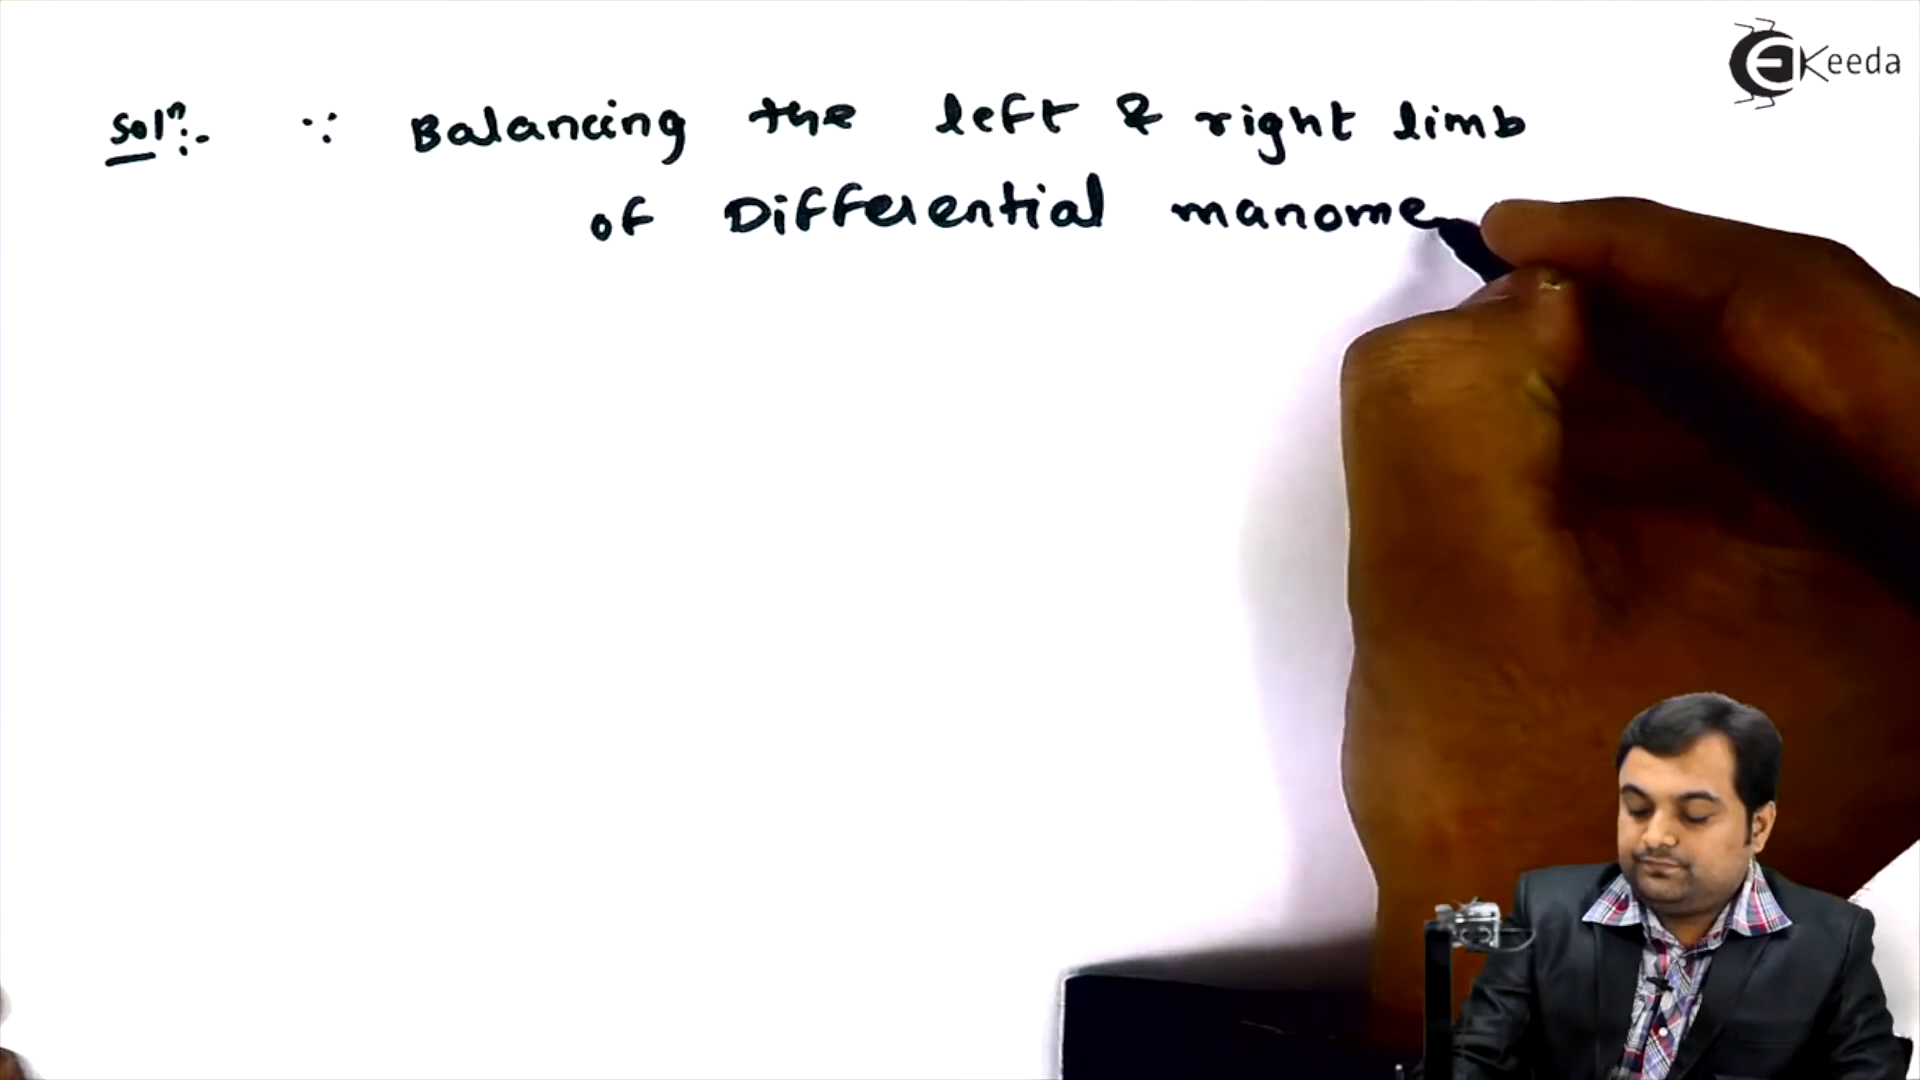 EKeeda
Solⁿ:- ∵ Balancing the left & right limb
of Differential manome